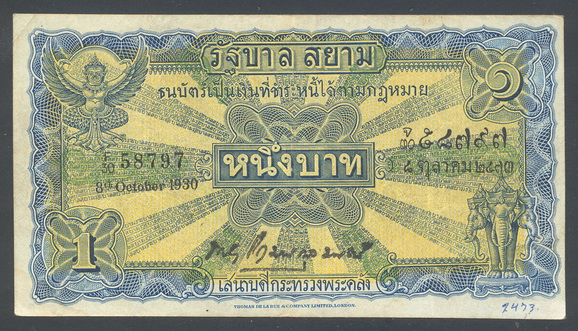 รัฐบาล สยาม
๑
ธนบัตร์เป็นเงินที่ชำระหนี้ได้ตามกฎหมาย
58797
๕๘๗๙๗
หนึ่งบาท
8th October 1930
๘ ตุลาคม ๒๔๗๓
1
เสนาบดีกระทรวงพระคลัง
THOMAS DE LA RUE & COMPANY LIMITED, LONDON.
2473